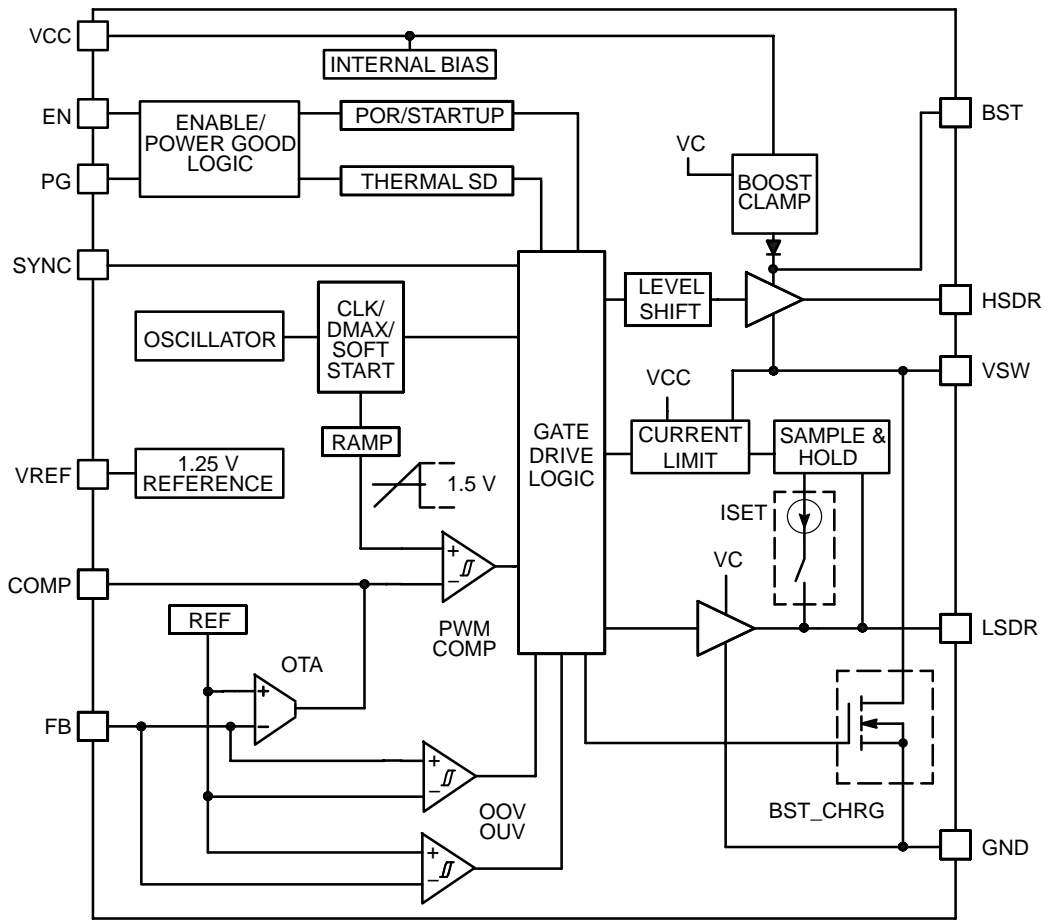 VCC
INTERNAL BIAS
EN
ENABLE/
POWER GOOD
LOGIC
POR/STARTUP
BST
PG
THERMAL SD
VC
BOOST
CLAMP
SYNC
OSCILLATOR
CLK/
DMAX/
SOFT
START
LEVEL
SHIFT
HSDR
VSW
VCC
RAMP
GATE
DRIVE
LOGIC
CURRENT
LIMIT
SAMPLE &
HOLD
VREF
1.25 V
REFERENCE
1.5 V
ISET
+
−
COMP
VC
REF
PWM
COMP
LSDR
OTA
+
−
FB
+
−
OOV
OUV
BST_CHRG
+
−
GND